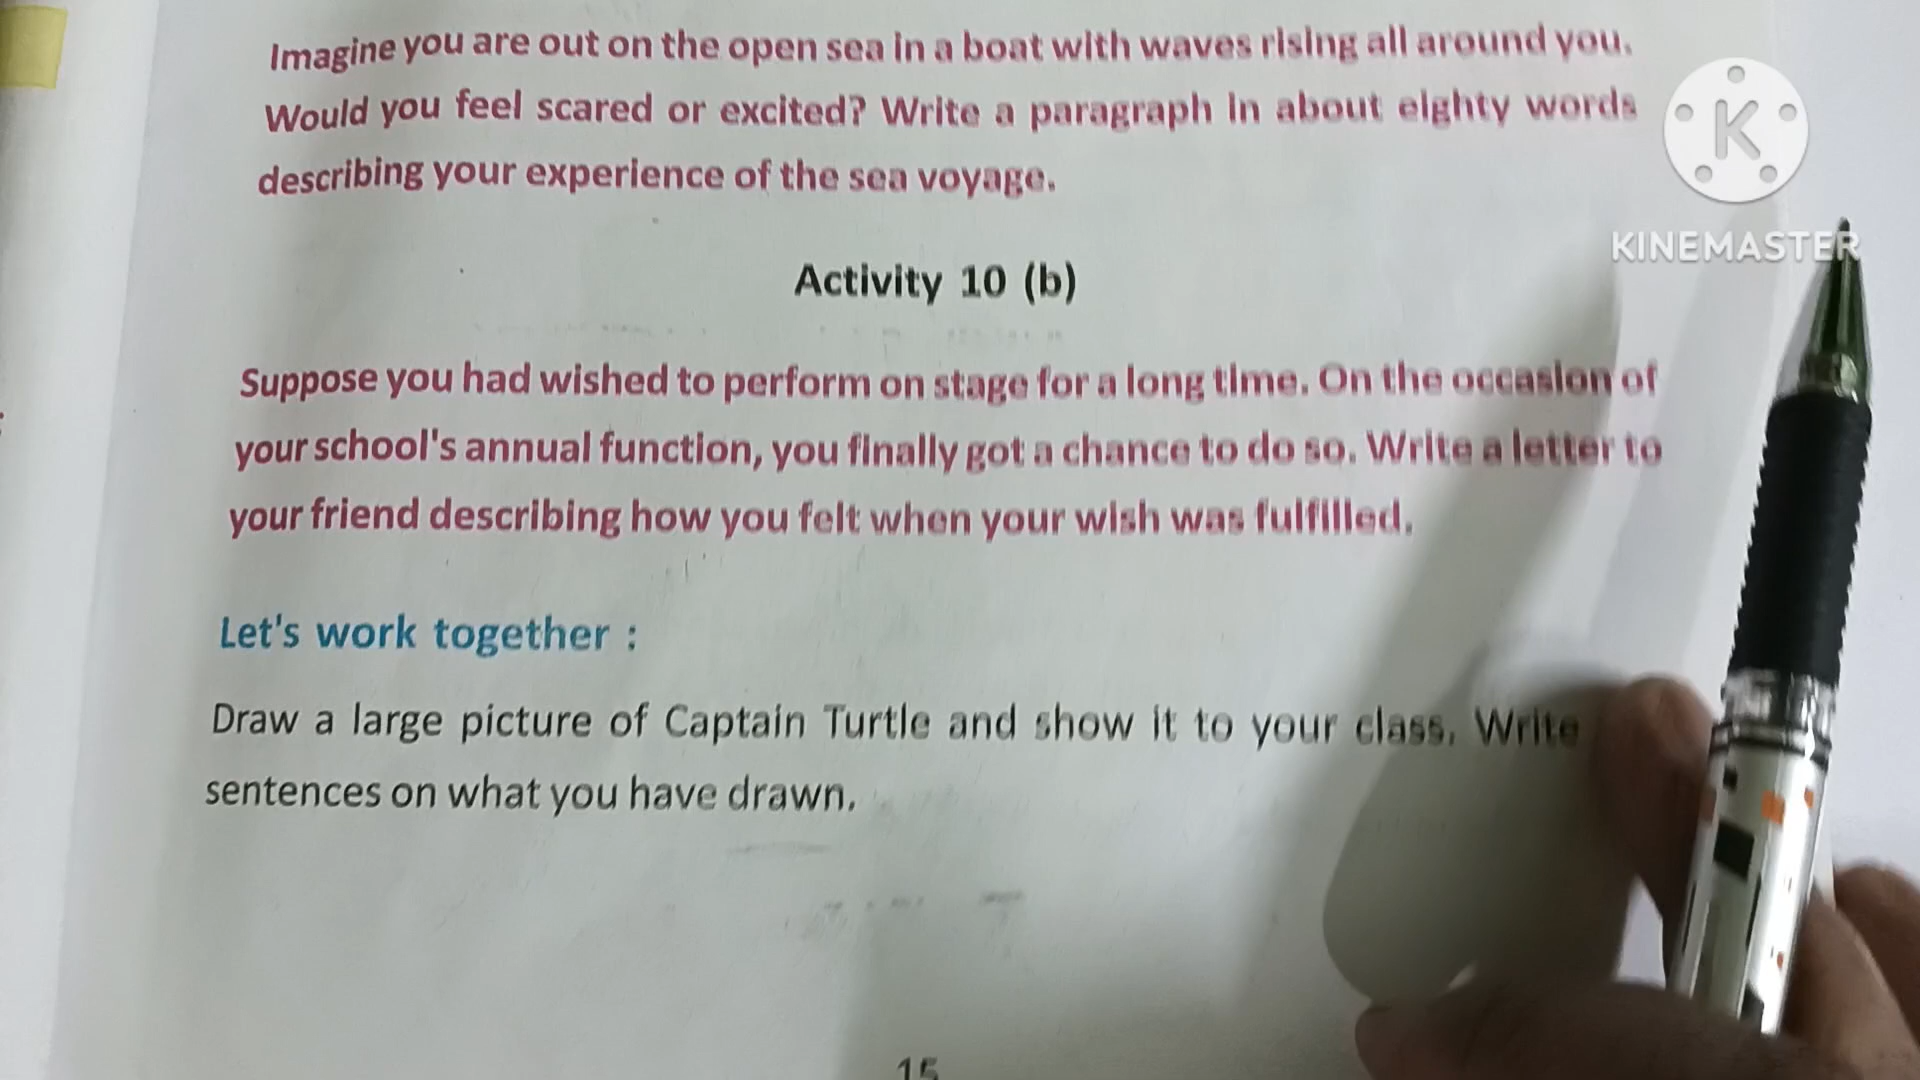 Imagine you are out on the open sea in a boat with waves rising all around you.
Would you feel scared or excited? Write a paragraph in about eighty words
describing your experience of the sea voyage.
K
KINEMASTER
Activity 10 (b)
Suppose you had wished to perform on stage for a long time. On the occasion of
your school's annual function, you finally got a chance to do so. Write a letter to
your friend describing how you felt when your wish was fulfilled.
Let's work together :
Draw a large picture of Captain Turtle and show it to your class. Write
sentences on what you have drawn.
15